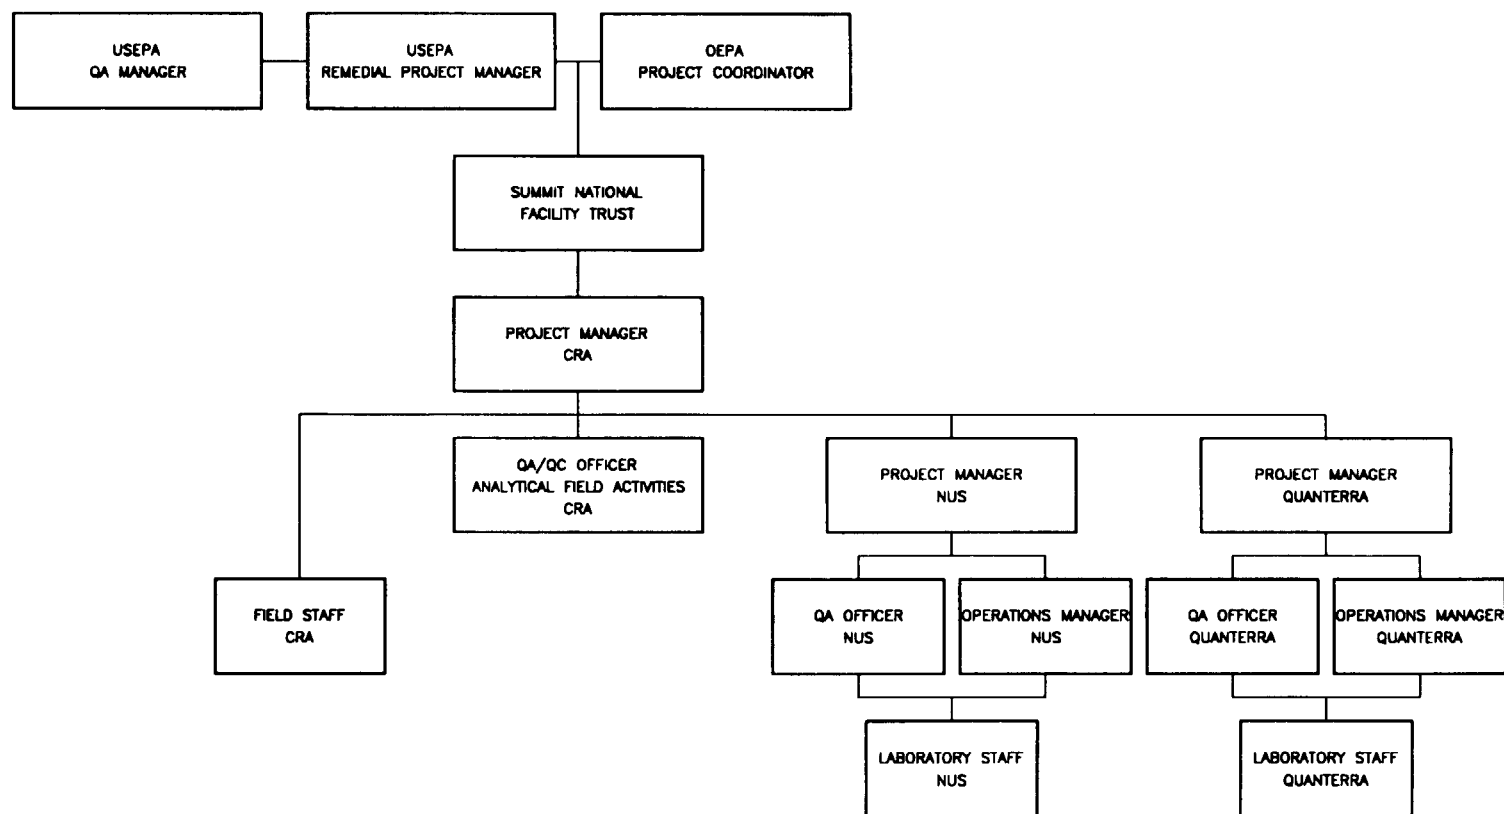 USEPA
QA MANAGER
USEPA
REMEDIAL PROJECT MANAGER
OEPA
PROJECT COORDINATOR
SUMMIT NATIONAL
FACILITY TRUST
PROJECT MANAGER
CRA
QA/QC OFFICER
ANALYTICAL FIELD ACTIVITIES
CRA
PROJECT MANAGER
NUS
PROJECT MANAGER
QUANTERRA
FIELD STAFF
CRA
QA OFFICER
NUS
OPERATIONS MANAGER
NUS
QA OFFICER
QUANTERRA
OPERATIONS MANAGER
QUANTERRA
LABORATORY STAFF
NUS
LABORATORY STAFF
QUANTERRA